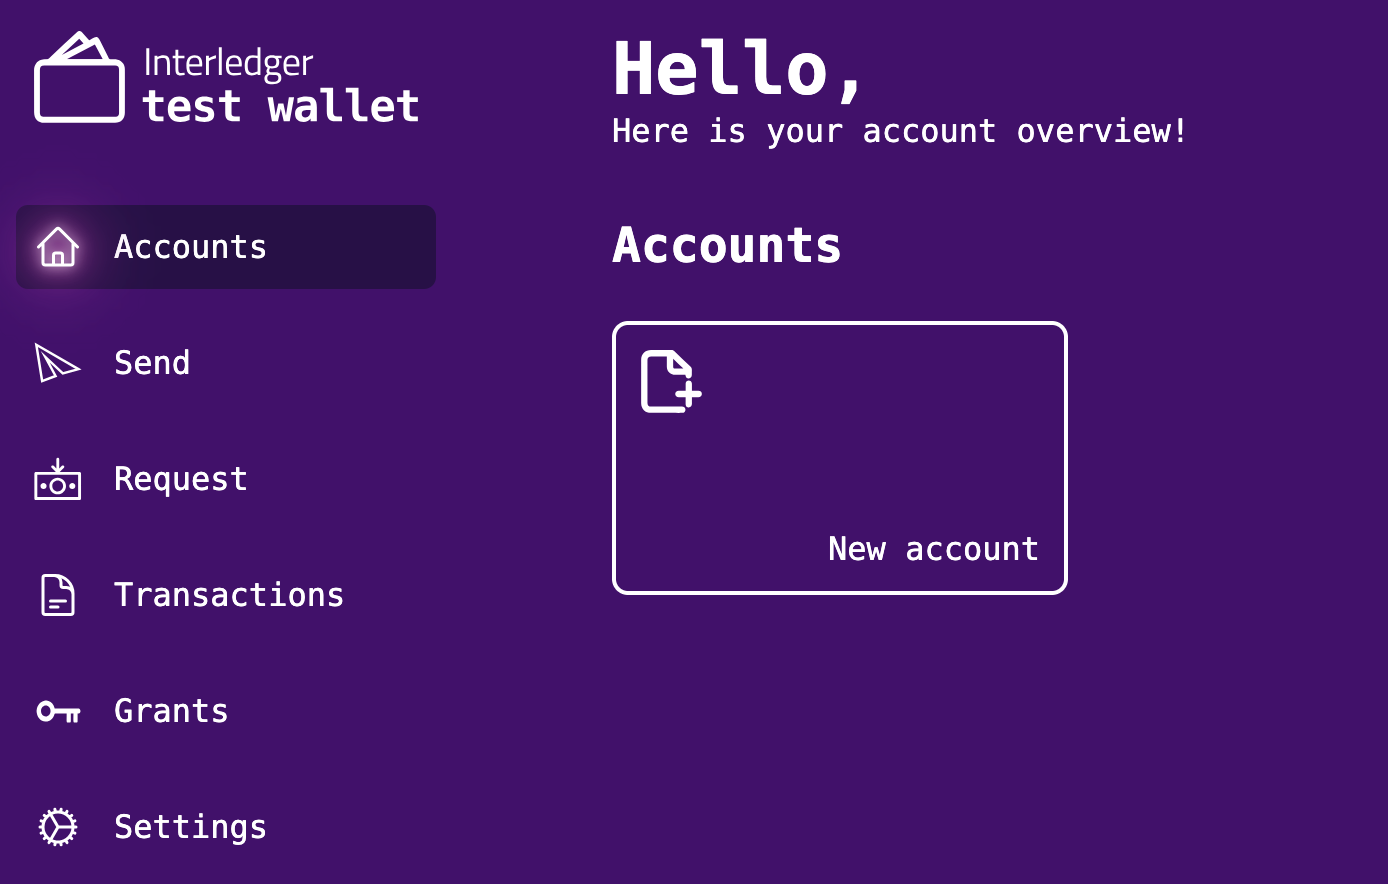 Interledger
test wallet
Accounts
Send
Request
Transactions
Grants
Settings
Hello,
Here is your account overview!
Accounts
New account